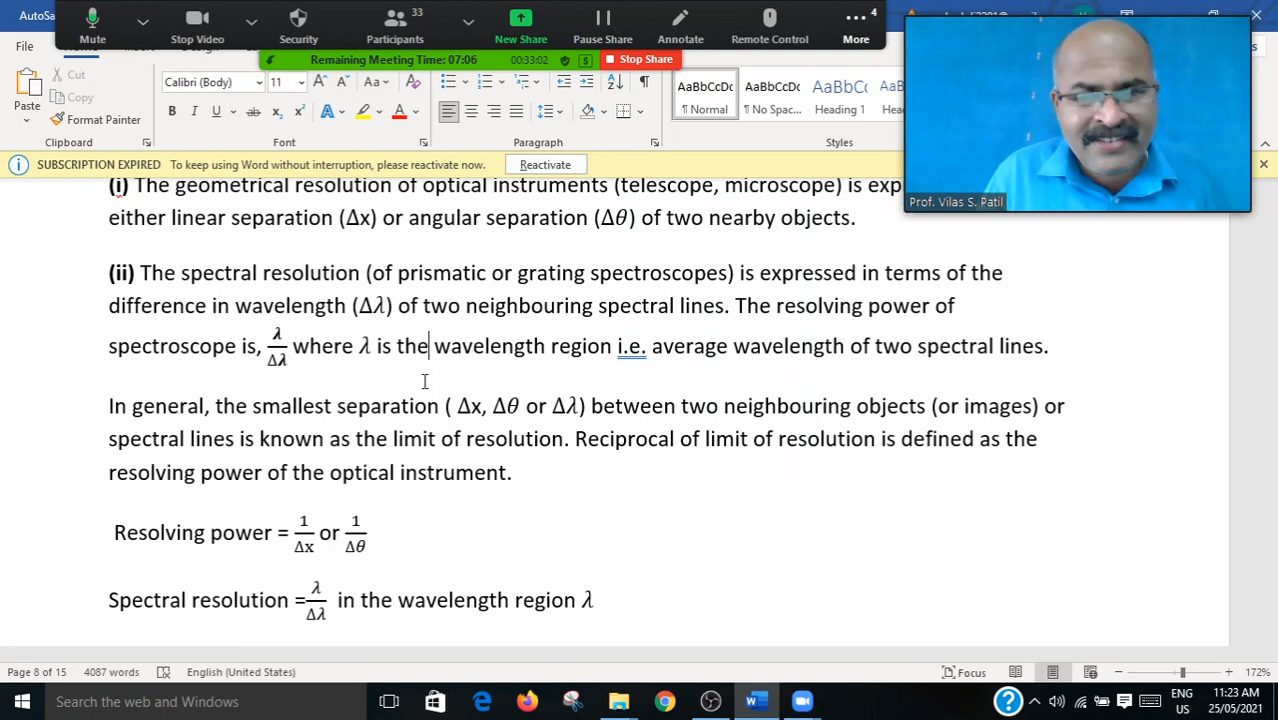 AutoSa
Mute
Stop Video
Security
33
Participants
New Share
Pause Share
Annotate
Remote Control
4
More
Remaining Meeting Time: 07:06
00:33:02
Stop Share
File
Paste
Cut
Copy
Format Painter
Clipboard
Calibri (Body)
11
Font
Paragraph
AaBbCcDc
¶ Normal
AaBbCcDc
¶ No Spac...
AaBbCc
Heading 1
Styles
SUBSCRIPTION EXPIRED To keep using Word without interruption, please reactivate now. Reactivate
Prof. Vilas S. Patil
(i) The geometrical resolution of optical instruments (telescope, microscope) is exp
either linear separation (Δx) or angular separation (Δθ) of two nearby objects.
(ii) The spectral resolution (of prismatic or grating spectroscopes) is expressed in terms of the
difference in wavelength (Δλ) of two neighbouring spectral lines. The resolving power of
spectroscope is, λ/Δλ where λ is the wavelength region i.e. average wavelength of two spectral lines.
In general, the smallest separation ( Δx, Δθ or Δλ) between two neighbouring objects (or images) or
spectral lines is known as the limit of resolution. Reciprocal of limit of resolution is defined as the
resolving power of the optical instrument.
Resolving power = 1/Δx or 1/Δθ
Spectral resolution =λ/Δλ in the wavelength region λ
Page 8 of 15 4087 words English (United States) Focus 172%
Search the web and Windows
ENG
US
11:23 AM
25/05/2021